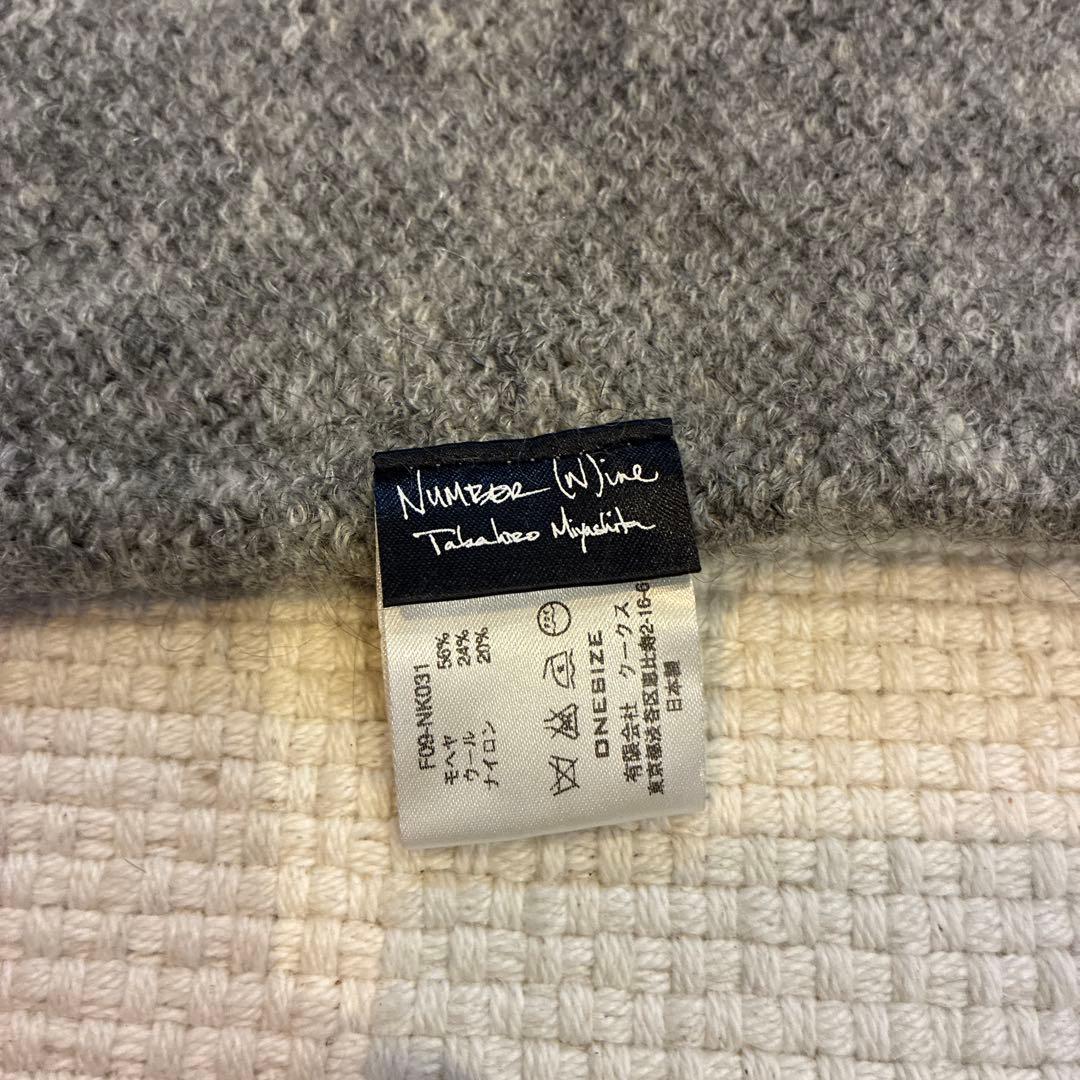 NUMBER (N)ine
Takahiro Miyashita
F09-NK031
モヘヤ 56%
ウール 24%
ナイロン 20%
ONESIZE
有限会社 クークス
東京都渋谷区恵比寿2-16-6
日本製